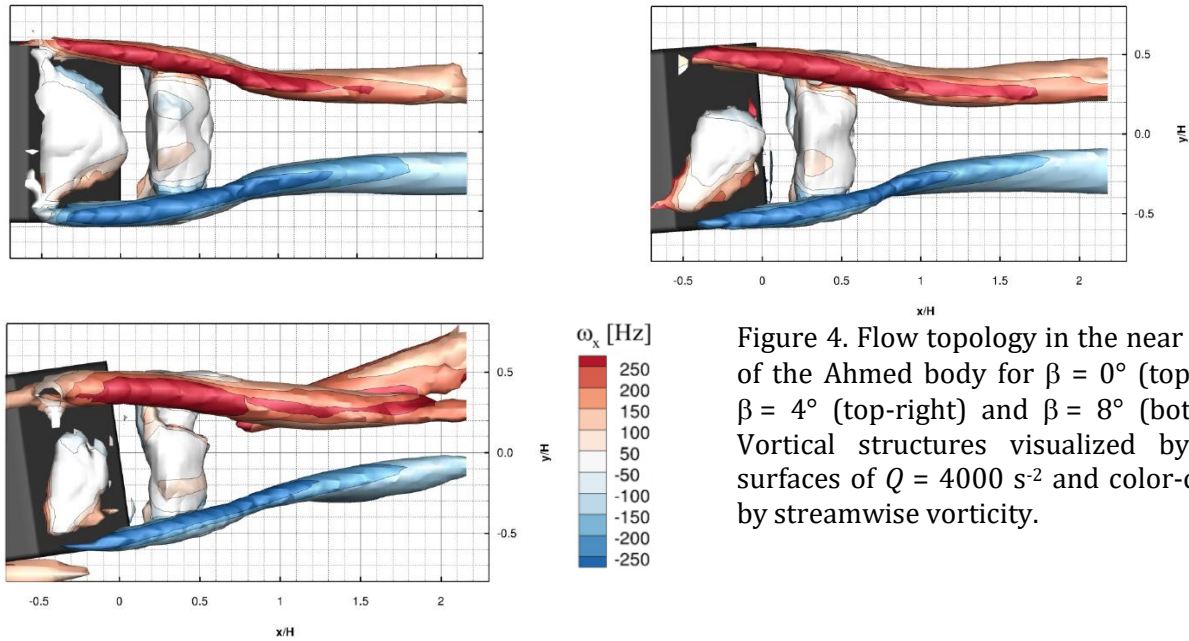 0.5
0.0
-0.5
y/H
-0.5
0
0.5
1
1.5
2
x/H
0.5
0.0
-0.5
y/H
-0.5
0
0.5
1
1.5
2
x/H
ωx [Hz]
250
200
150
100
50
-50
-100
-150
-200
-250
Figure 4. Flow topology in the near
of the Ahmed body for β = 0° (top
β = 4° (top-right) and β = 8° (bot
Vortical structures visualized by
surfaces of Q = 4000 s⁻² and color-c
by streamwise vorticity.